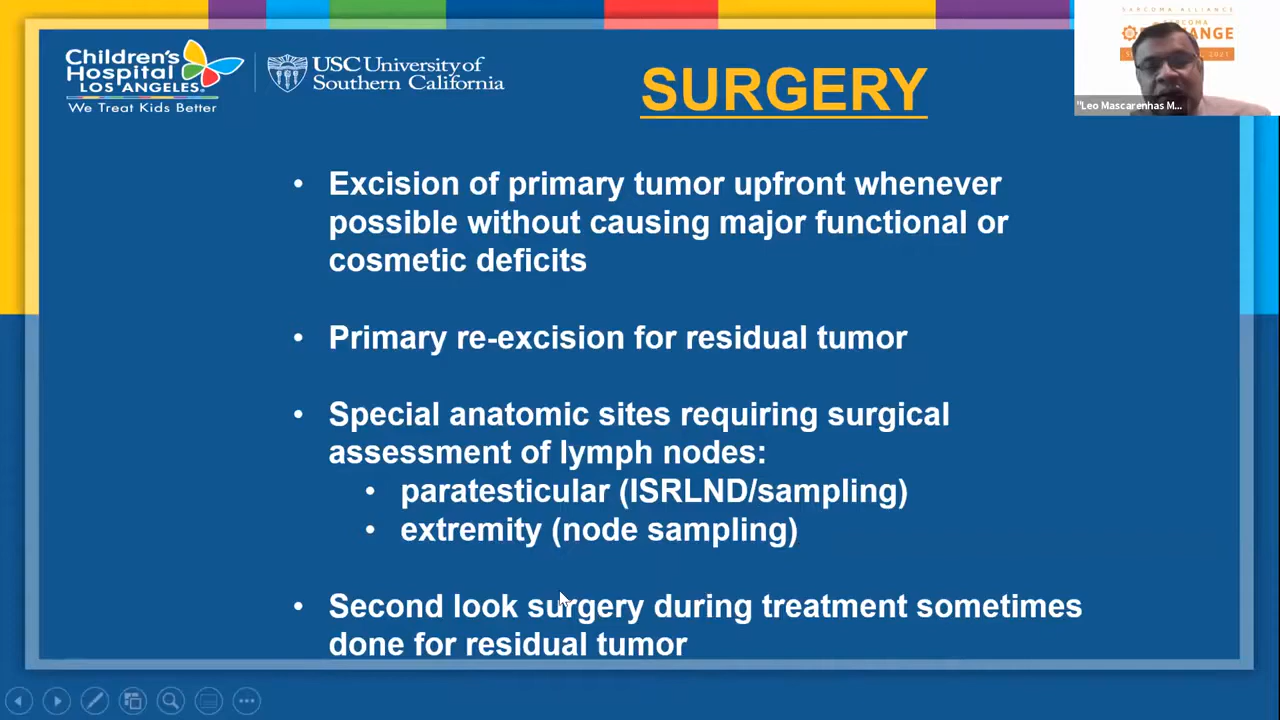 Children's
Hospital
LOS ANGELES®
We Treat Kids Better
USC University of
Southern California
SURGERY
SARCOMA ALLIANCE
"Leo Mascarenhas M...
• Excision of primary tumor upfront whenever
possible without causing major functional or
cosmetic deficits
• Primary re-excision for residual tumor
• Special anatomic sites requiring surgical
assessment of lymph nodes:
• paratesticular (ISRLND/sampling)
• extremity (node sampling)
• Second look surgery during treatment sometimes
done for residual tumor